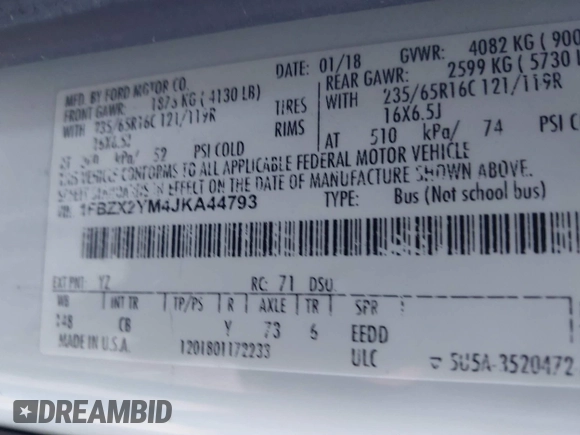 MFD. BY FORD MOTOR CO.
DATE: 01/18
GVWR: 4082 KG (900
FRONT GAWR: 1873 KG (4130 LB)
REAR GAWR: 2599 KG (5730
WITH 235/65R16C 121/119R
TIRES WITH 235/65R16C 121/119R
16X6.5J
RIMS 16X6.5J
AT kPa/ 52 PSI COLD
AT 510 kPa/ 74 PSI C
VEHICLE CONFORMS TO ALL APPLICABLE FEDERAL MOTOR VEHICLE
IN EFFECT ON THE DATE OF MANUFACTURE SHOWN ABOVE.
1FBZX2YM4JKA44793
TYPE: Bus (Not school bus)
EXT PNT: YZ RC: 71 DSO:
WB INT TR TP/PS R AXLE TR SPR
148 CB Y 73 6 EEDD
MADE IN U.S.A. 1201801172233 ULC
SU5A-3520472
DREAMBID